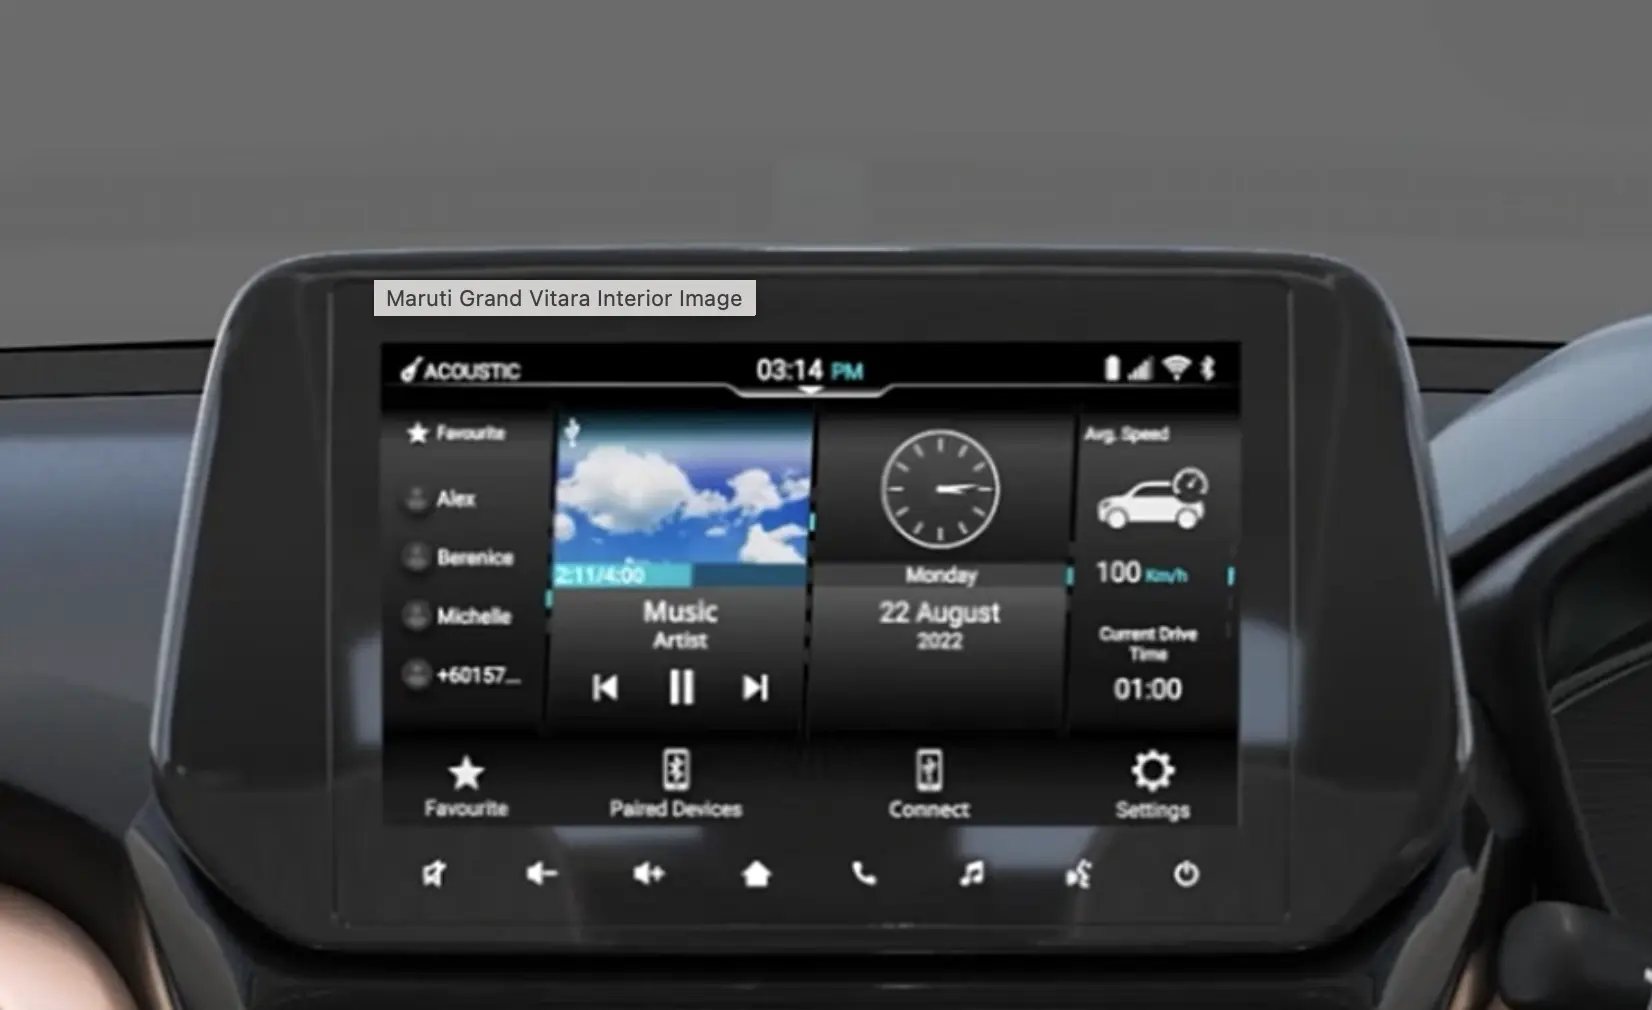 Maruti Grand Vitara Interior Image
ACOUSTIC
03:14 PM
Favourite
Alex
Berenice
Michelle
+60157...
2:11/4:00
Music
Artist
Monday
22 August
2022
Avg. Speed
100 Km/h
Current Drive
Time
01:00
Favourite
Paired Devices
Connect
Settings